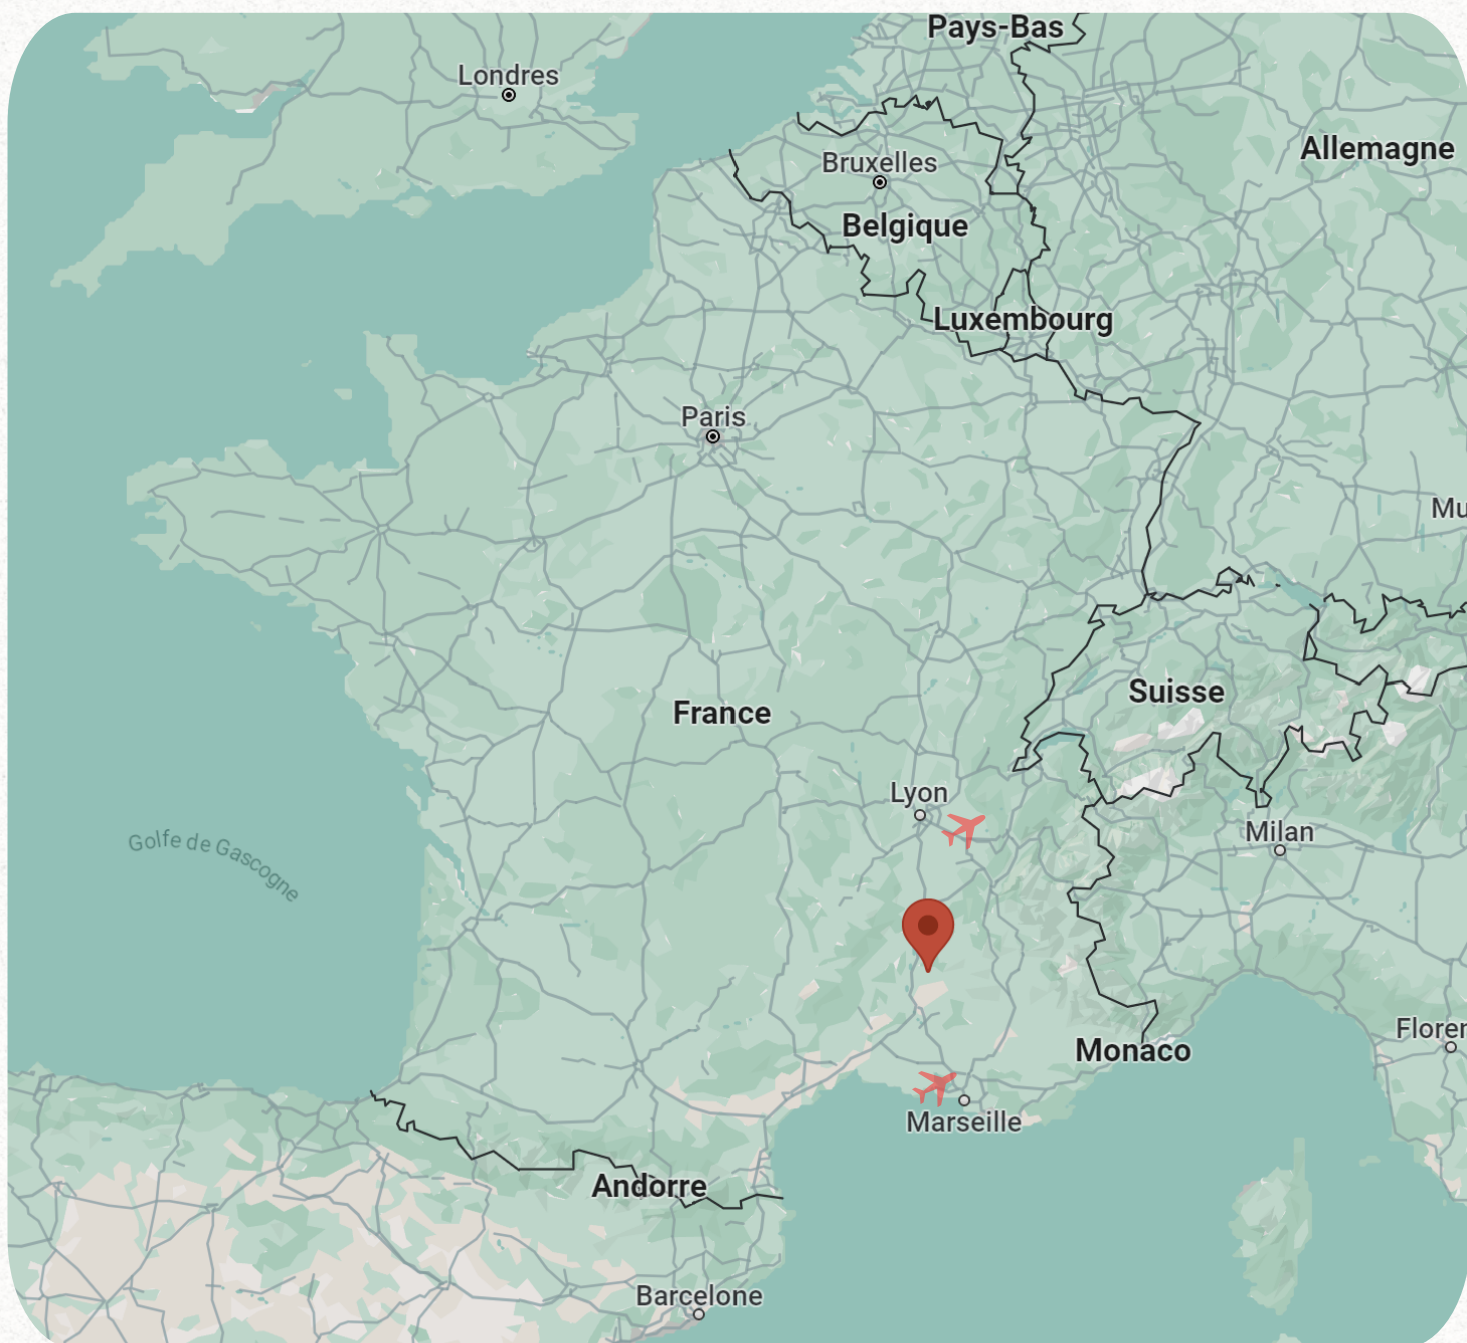 Pays-Bas
Londres
Allemagne
Bruxelles
Belgique
Luxembourg
Paris
Mu
Suisse
France
Lyon
Milan
Golfe de Gascogne
Floren
Monaco
Marseille
Andorre
Barcelone